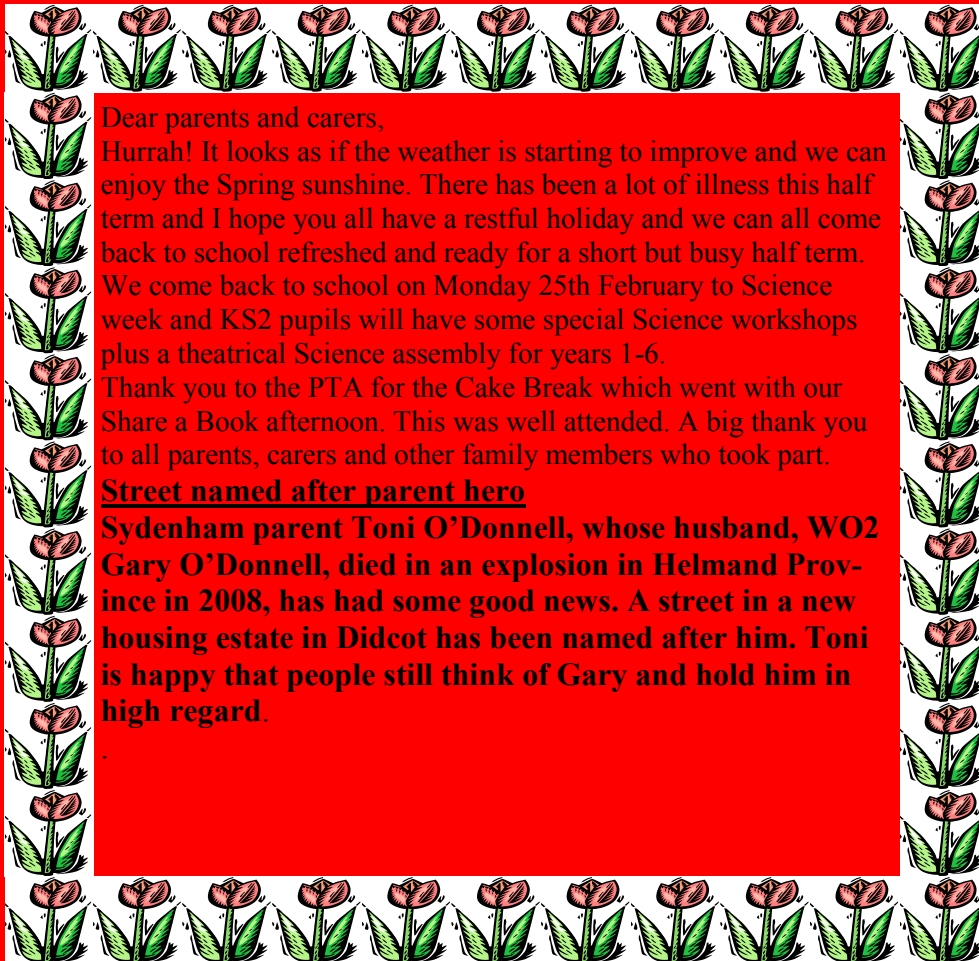 Dear parents and carers,
Hurrah! It looks as if the weather is starting to improve and we can
enjoy the Spring sunshine. There has been a lot of illness this half
term and I hope you all have a restful holiday and we can all come
back to school refreshed and ready for a short but busy half term.
We come back to school on Monday 25th February to Science
week and KS2 pupils will have some special Science workshops
plus a theatrical Science assembly for years 1-6.
Thank you to the PTA for the Cake Break which went with our
Share a Book afternoon. This was well attended. A big thank you
to all parents, carers and other family members who took part.
Street named after parent hero
Sydenham parent Toni O’Donnell, whose husband, WO2
Gary O’Donnell, died in an explosion in Helmand Prov-
ince in 2008, has had some good news. A street in a new
housing estate in Didcot has been named after him. Toni
is happy that people still think of Gary and hold him in
high regard.
.